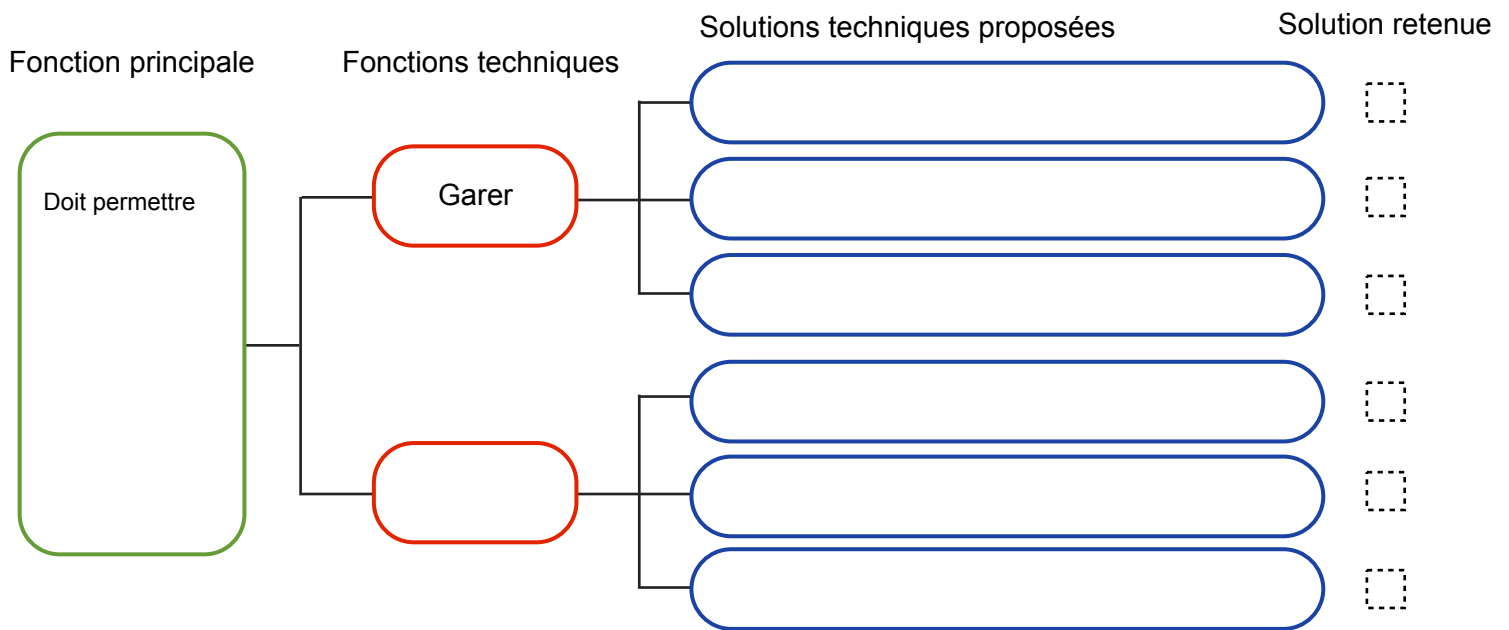 Fonction principale
Fonctions techniques
Solutions techniques proposées
Solution retenue
Doit permettre
Garer